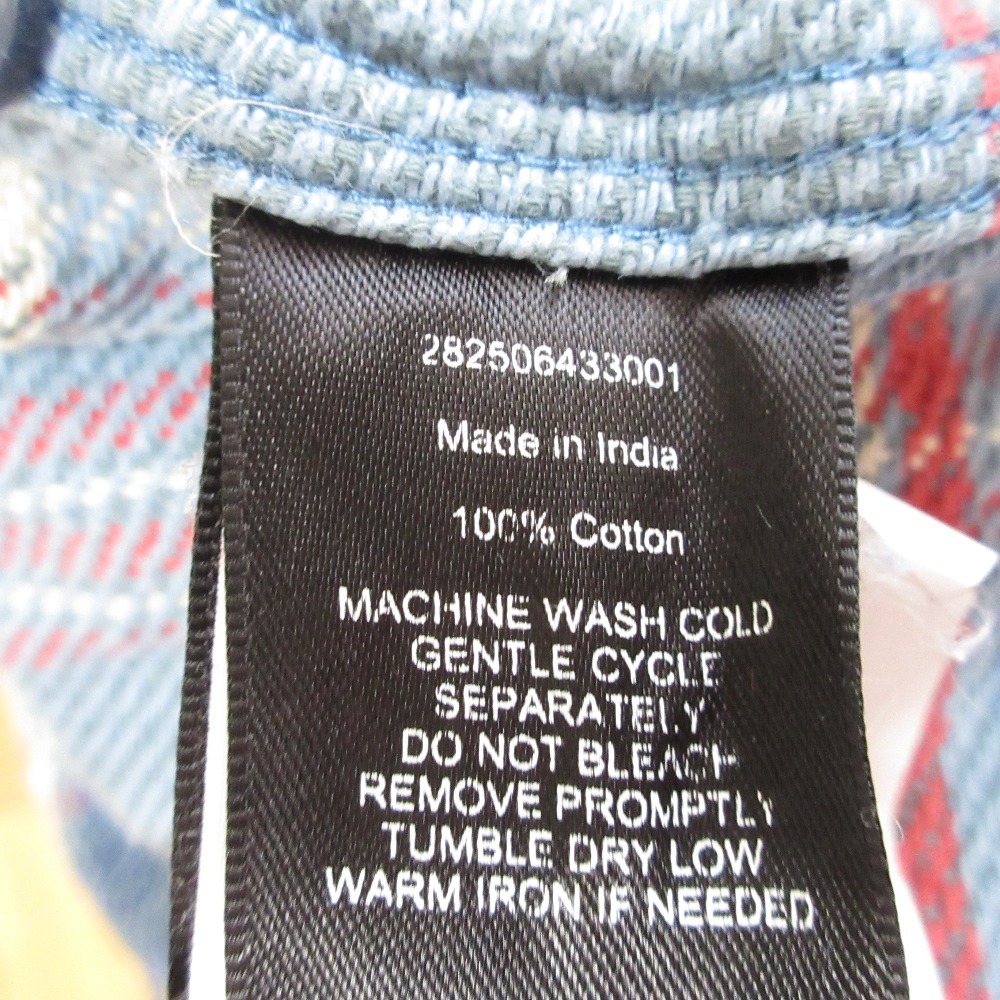 282506433001
Made in India
100% Cotton
MACHINE WASH COLD
GENTLE CYCLE
SEPARATELY
DO NOT BLEACH
REMOVE PROMPTLY
TUMBLE DRY LOW
WARM IRON IF NEEDED